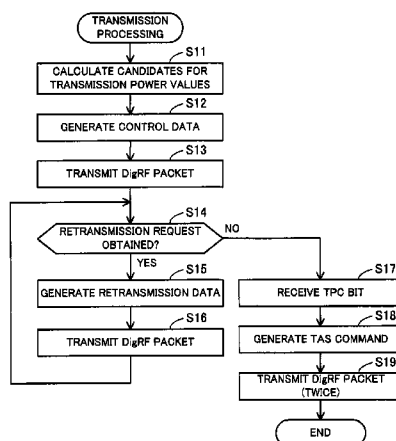 TRANSMISSION
PROCESSING
S11
CALCULATE CANDIDATES FOR
TRANSMISSION POWER VALUES
S12
GENERATE CONTROL DATA
S13
TRANSMIT DigRF PACKET
S14
RETRANSMISSION REQUEST
OBTAINED?
NO
YES
S15
GENERATE RETRANSMISSION DATA
S16
TRANSMIT DigRF PACKET
S17
RECEIVE TPC BIT
S18
GENERATE TAS COMMAND
S19
TRANSMIT DigRF PACKET
(TWICE)
END